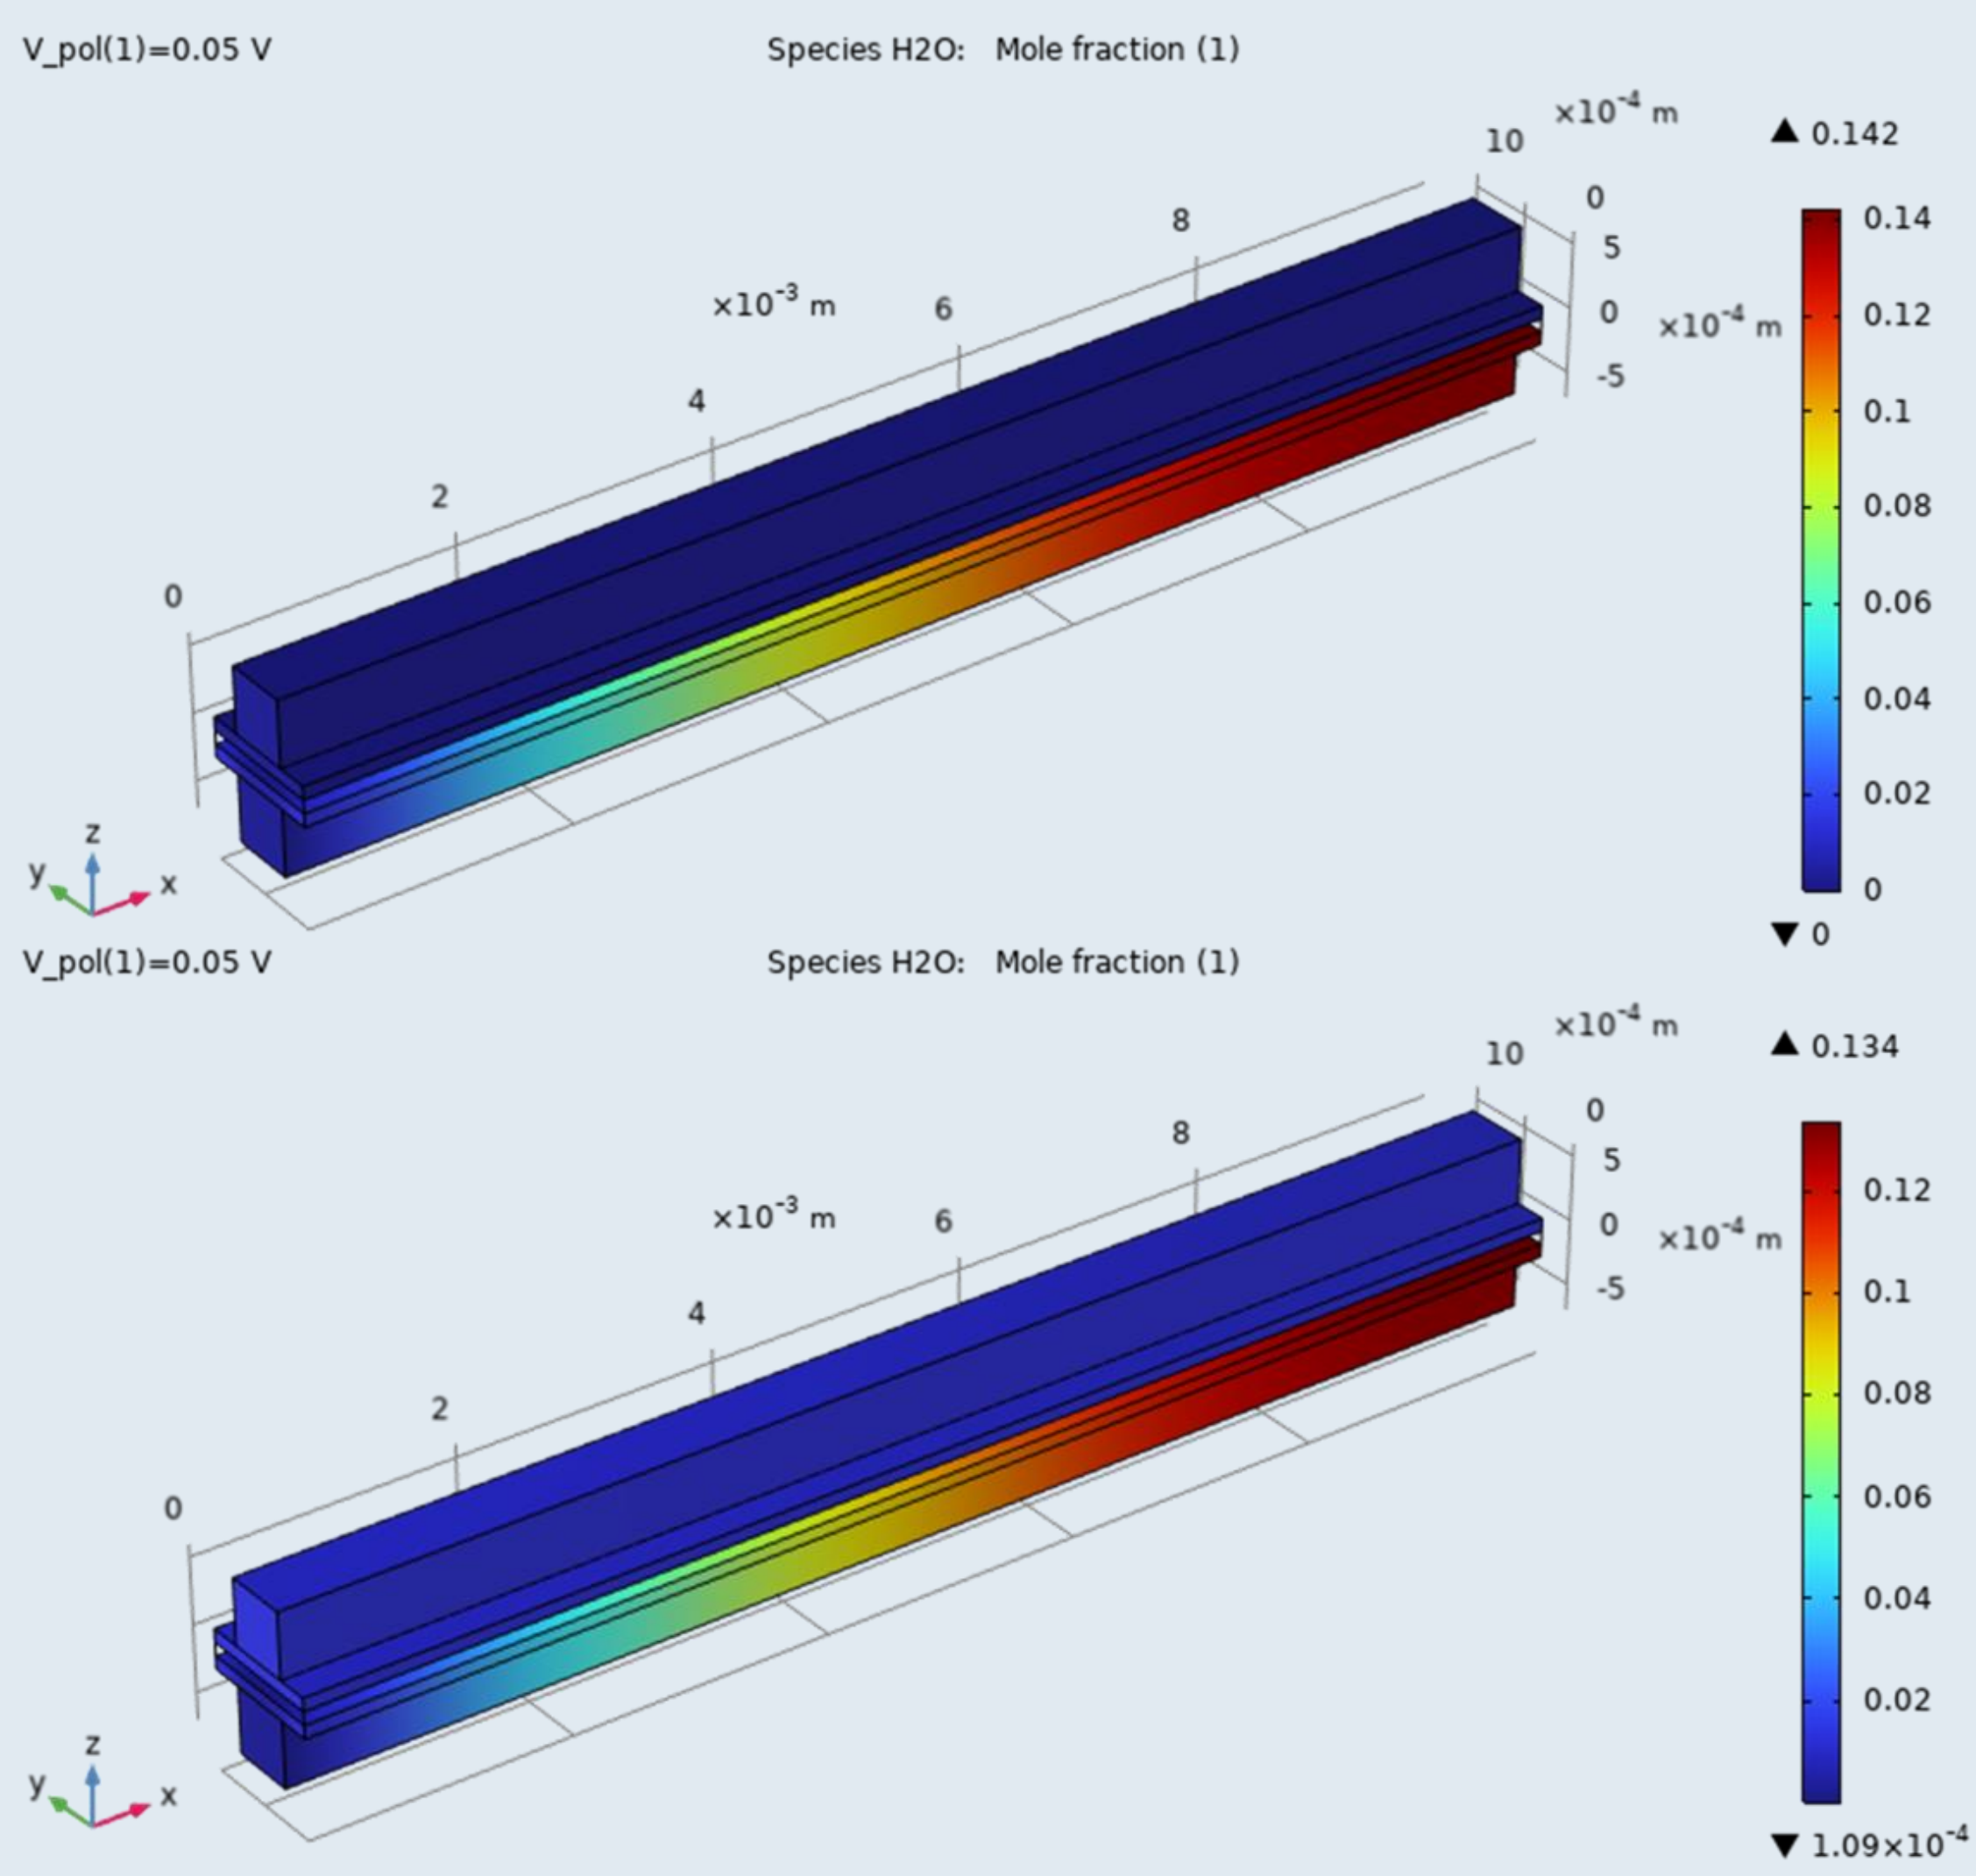 V_pol(1)=0.05 V
Species H2O: Mole fraction (1)
×10⁻⁴ m
10
▲ 0.142
0
8
0.14
5
×10⁻³ m
6
0
×10⁻⁴ m
0.12
-5
4
0.1
2
0.08
0
0.06
0.04
0.02
z
y
x
0
▼ 0
V_pol(1)=0.05 V
Species H2O: Mole fraction (1)
×10⁻⁴ m
10
▲ 0.134
0
8
5
0.12
×10⁻³ m
6
0
×10⁻⁴ m
-5
0.1
4
0.08
2
0.06
0
0.04
0.02
z
y
x
▼ 1.09×10⁻⁴